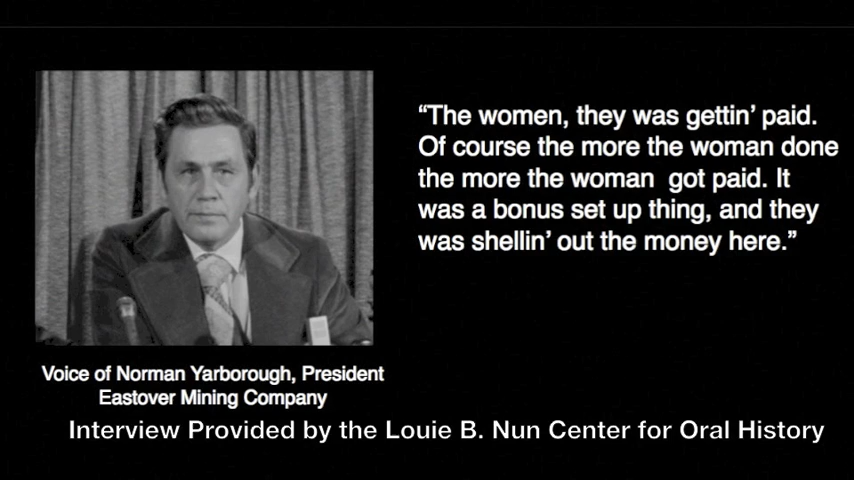 “The women, they was gettin’ paid.
Of course the more the woman done
the more the woman  got paid. It
was a bonus set up thing, and they
was shellin’ out the money here.”
Voice of Norman Yarborough, President
Eastover Mining Company
Interview Provided by the Louie B. Nun Center for Oral History